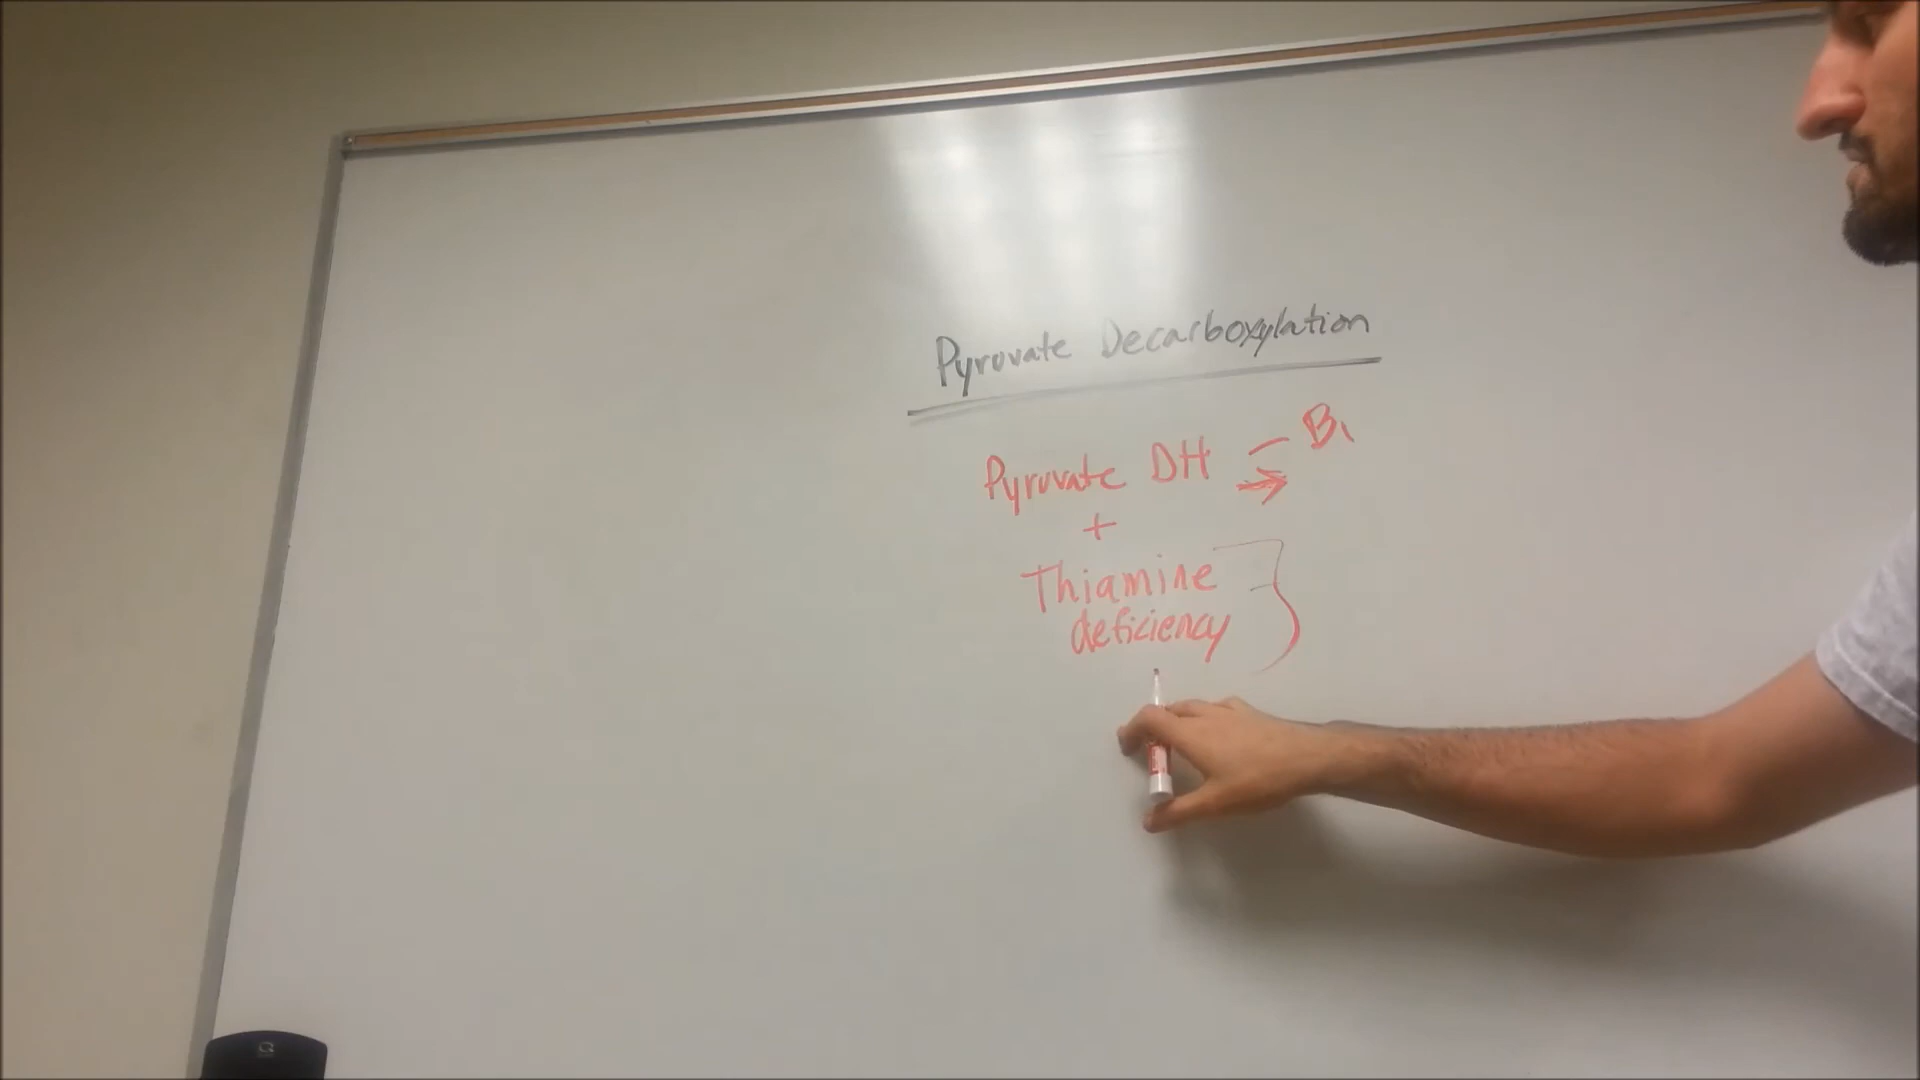 Pyruvate Decarboxylation
Pyruvate DH → B1
+
Thiamine
deficiency